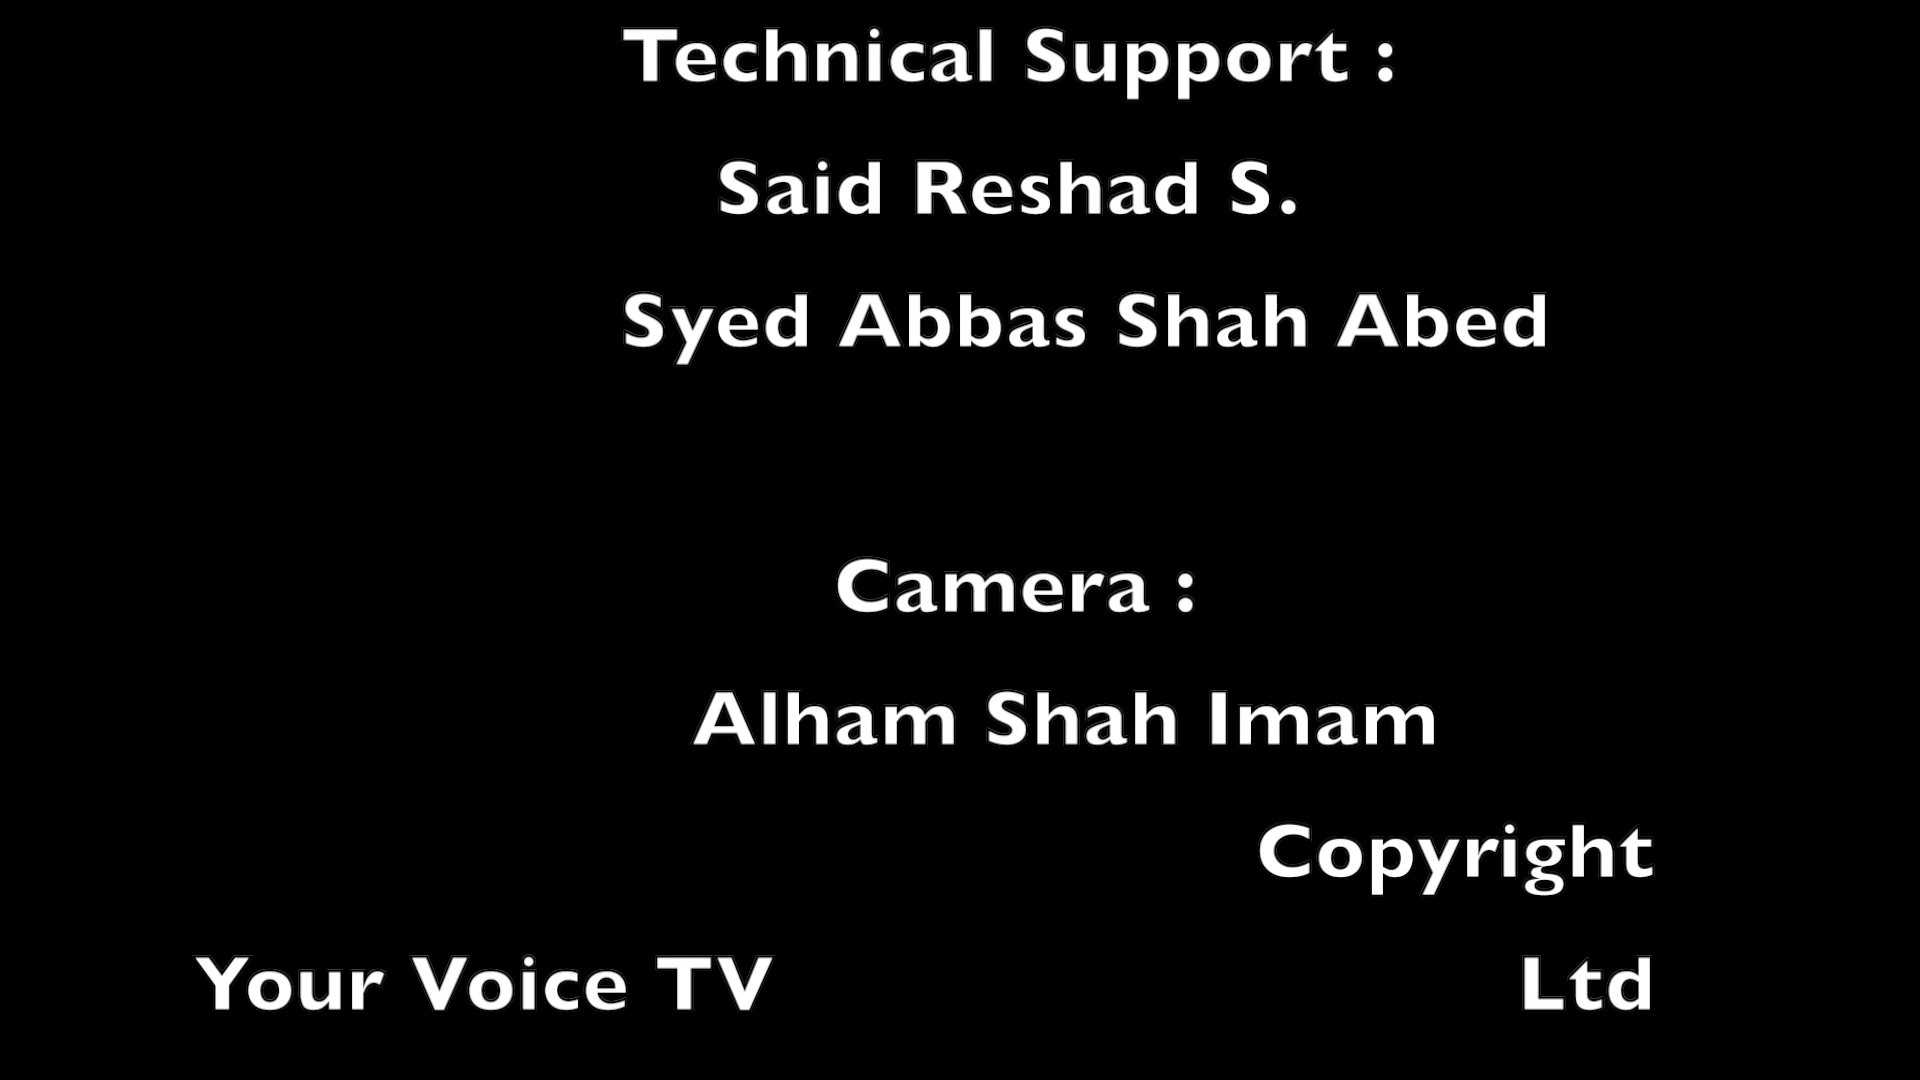 Technical Support :
Said Reshad S.
Syed Abbas Shah Abed
Camera :
Alham Shah Imam
Copyright
Your Voice TV Ltd